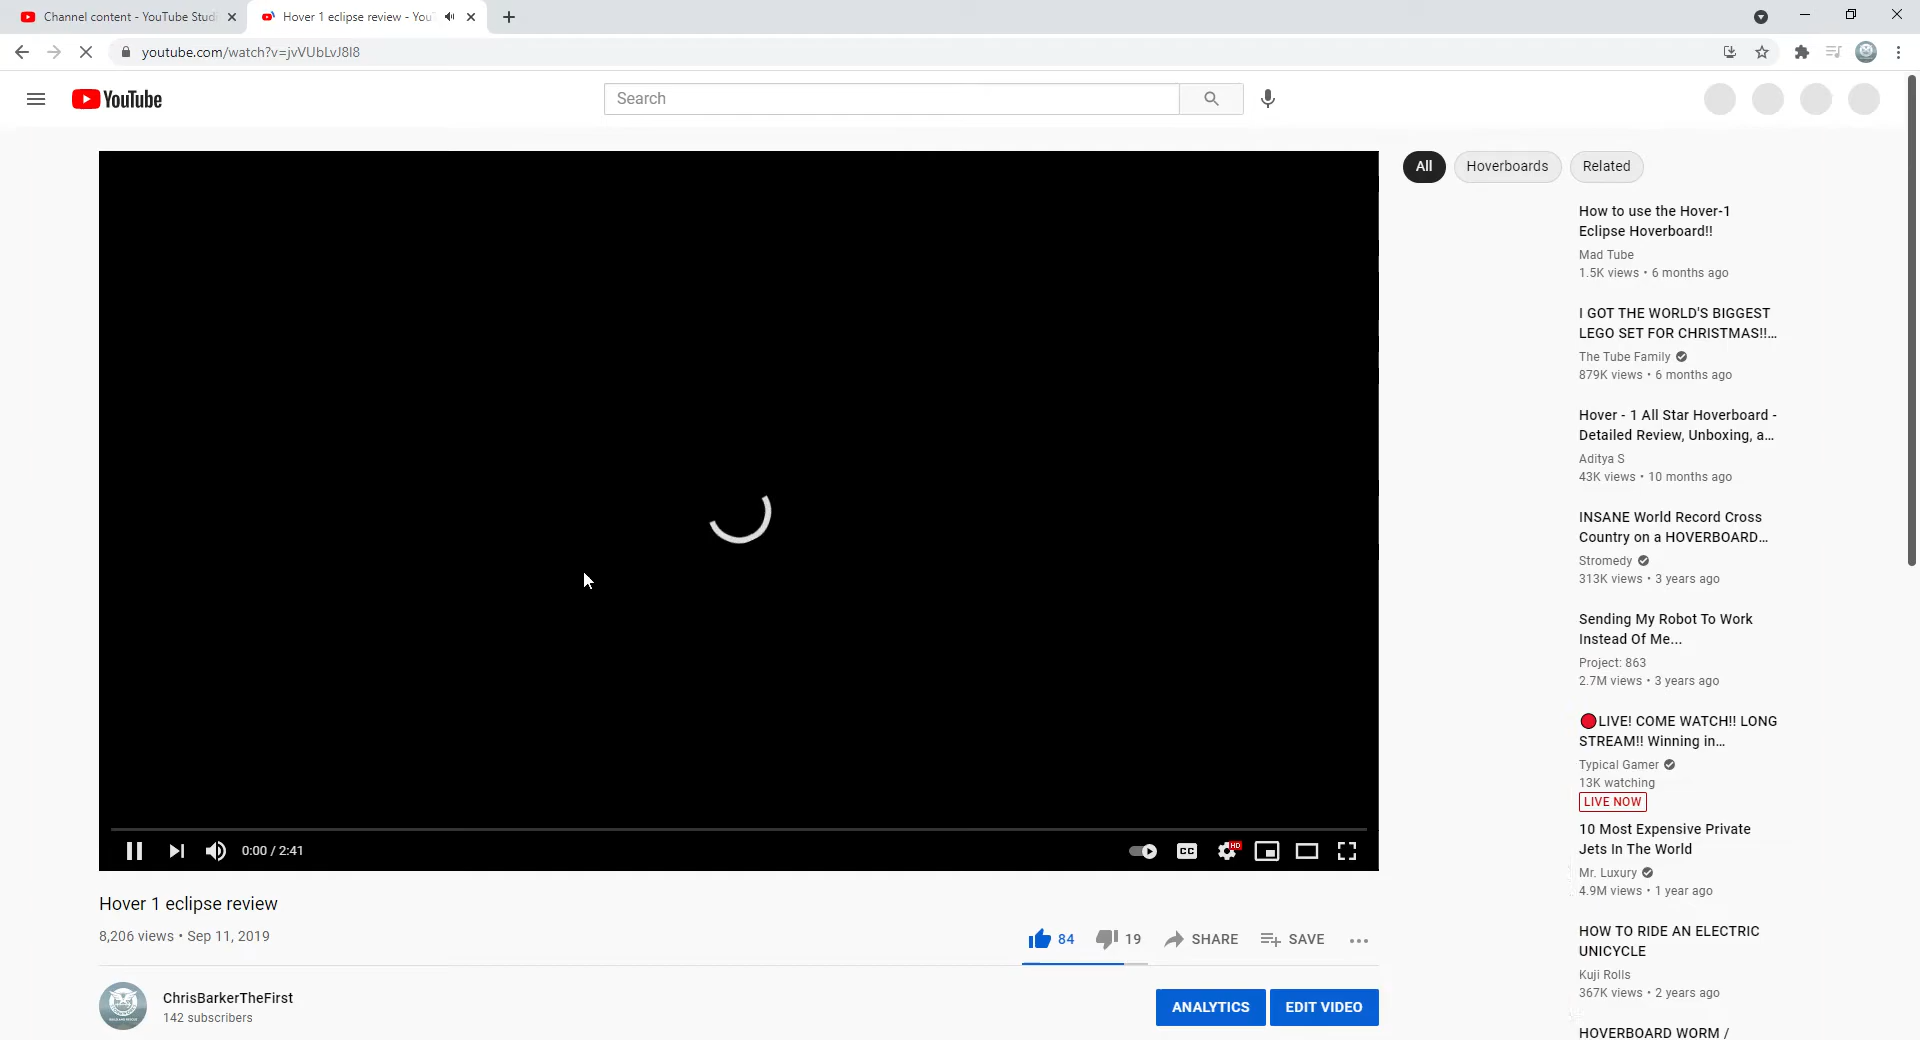 Channel content - YouTube Studi
Hover 1 eclipse review - YouT
youtube.com/watch?v=jvVUbLvJ8I8
YouTube
Search
All
Hoverboards
Related
How to use the Hover-1
Eclipse Hoverboard!!
Mad Tube
1.5K views • 6 months ago
I GOT THE WORLD'S BIGGEST
LEGO SET FOR CHRISTMAS!!...
The Tube Family
879K views • 6 months ago
Hover - 1 All Star Hoverboard -
Detailed Review, Unboxing, a...
Aditya S
43K views • 10 months ago
INSANE World Record Cross
Country on a HOVERBOARD...
Stromedy
313K views • 3 years ago
Sending My Robot To Work
Instead Of Me...
Project: 863
2.7M views • 3 years ago
LIVE! COME WATCH!! LONG
STREAM!! Winning in...
Typical Gamer
13K watching
LIVE NOW
10 Most Expensive Private
Jets In The World
Mr. Luxury
4.9M views • 1 year ago
HOW TO RIDE AN ELECTRIC
UNICYCLE
Kuji Rolls
367K views • 2 years ago
HOVERBOARD WORM /
0:00 / 2:41
CC
HD
Hover 1 eclipse review
8,206 views • Sep 11, 2019
84
19
SHARE
SAVE
ChrisBarkerTheFirst
142 subscribers
ANALYTICS
EDIT VIDEO